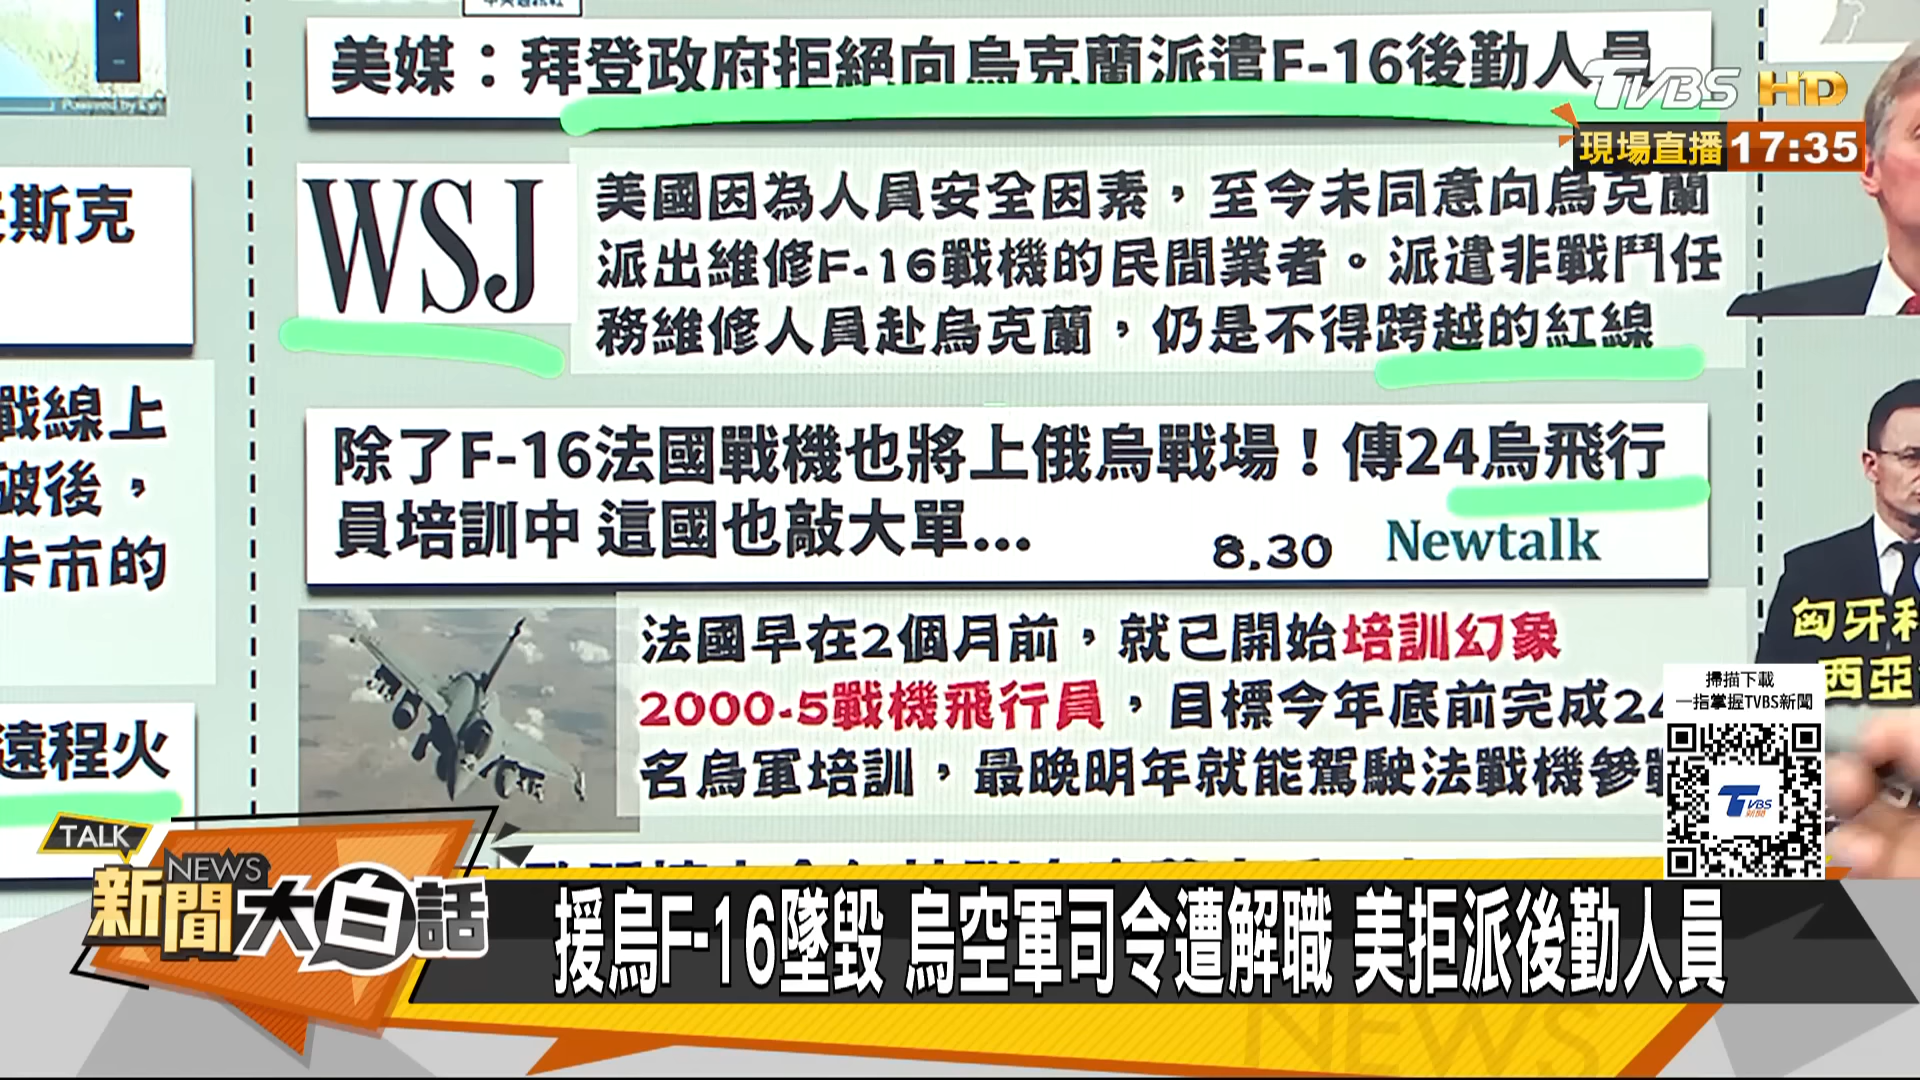 美媒：拜登政府拒絕向烏克蘭派遣F-16後勤人員
TVBS HD
現場直播 17:35
WSJ
美國因為人員安全因素，至今未同意向烏克蘭
派出維修F-16戰機的民間業者。派遣非戰鬥任
務維修人員赴烏克蘭，仍是不得跨越的紅線
斯克
戰線上
破後，
卡市的
遠程火
除了F-16法國戰機也將上俄烏戰場！傳24烏飛行
員培訓中 這國也敲大單...
8.30 Newtalk
法國早在2個月前，就已開始培訓幻象
2000-5戰機飛行員，目標今年底前完成24
名烏軍培訓，最晚明年就能駕駛法戰機參戰
匈牙利
西亞
掃描下載
一指掌握TVBS新聞
TVBS
新聞
TALK
NEWS
新聞大白話
援烏F-16墜毀 烏空軍司令遭解職 美拒派後勤人員
NEWS